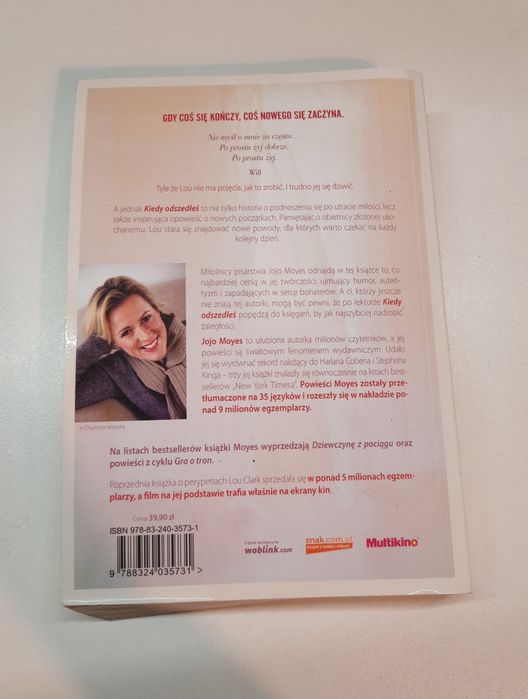 GDY COŚ SIĘ KOŃCZY, COŚ NOWEGO SIĘ ZACZYNA.
Nie myśl o mnie za często...
Po prostu żyj dobrze.
Po prostu żyj.
Will
Tyle że Lou nie ma pojęcia, jak to zrobić. I trudno jej się dziwić.
A jednak Kiedy odszedłeś to nie tylko historia o podnoszeniu się po utracie miłości, lecz
także inspirująca opowieść o nowych początkach. Pamiętając o obietnicy złożonej uko-
chanemu, Lou stara się znajdować nowe powody, dla których warto czekać na każdy
kolejny dzień.
Miłośnicy pisarstwa Jojo Moyes odnajdą w tej książce to, co
najbardziej cenią w jej twórczości: ujmujący humor, auten-
tyzm i zapadających w serce bohaterów. A ci, którzy jeszcze
nie znają tej autorki, mogą być pewni, że po lekturze Kiedy
odszedłeś popędzą do księgarń, by jak najszybciej nadrobić
zaległości.
Jojo Moyes to ulubiona autorka milionów czytelników, a jej
powieści są światowym fenomenem wydawniczym. Udało
jej się wyrównać rekord należący do Harlana Cobena i Stephena
Kinga – trzy jej książki znalazły się równocześnie na listach best-
sellerów „New York Timesa”. Powieści Moyes zostały prze-
tłumaczone na 35 języków i rozeszły się w nakładzie po-
nad 9 milionów egzemplarzy.
© Charlotte Murphy
Na listach bestsellerów książki Moyes wyprzedzają Dziewczynę z pociągu oraz
powieści z cyklu Gra o tron.
Poprzednia książka o perypetiach Lou Clark sprzedała się w ponad 5 milionach egzem-
plarzy, a film na jej podstawie trafia właśnie na ekrany kin.
Cena 39,90 zł
ISBN 978-83-240-3573-1
9 788324 035731 >
E-book dostępny na
woblink.com
znak.com.pl
KSIĄŻKI Z DOBREJ STRONY
Multikino